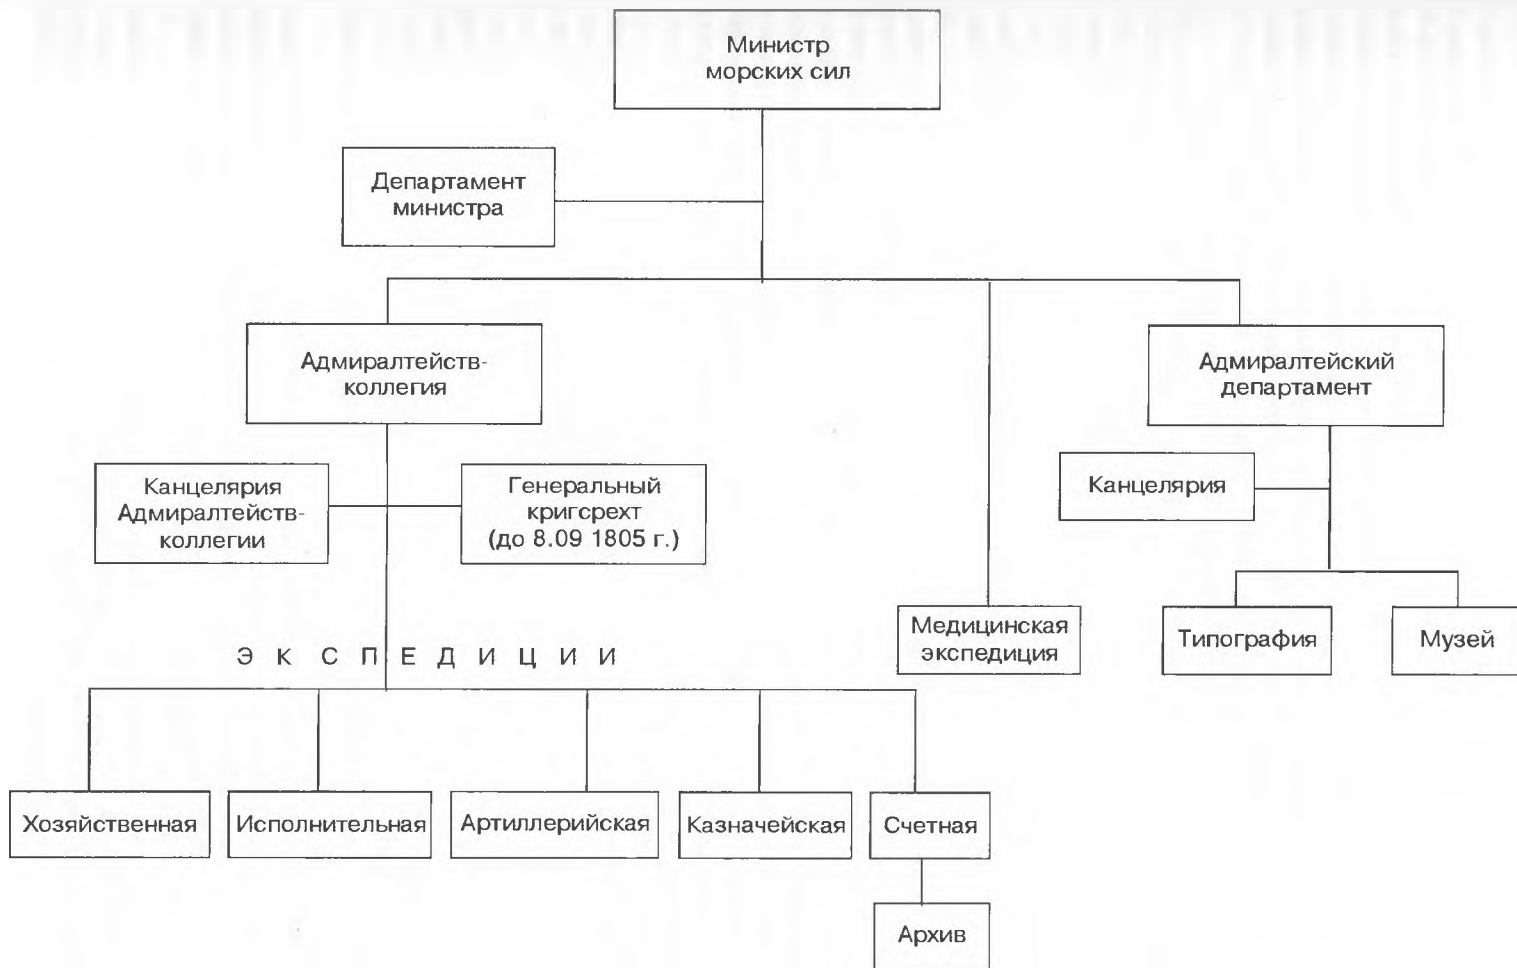 Министр
морских сил
Департамент
министра
Адмиралтейств-
коллегия
Адмиралтейский
департамент
Канцелярия
Адмиралтейств-
коллегии
Генеральный
кригсрехт
(до 8.09 1805 г.)
Канцелярия
Медицинская
экспедиция
Типография
Музей
Э К С П Е Д И Ц И И
Хозяйственная
Исполнительная
Артиллерийская
Казначейская
Счетная
Архив